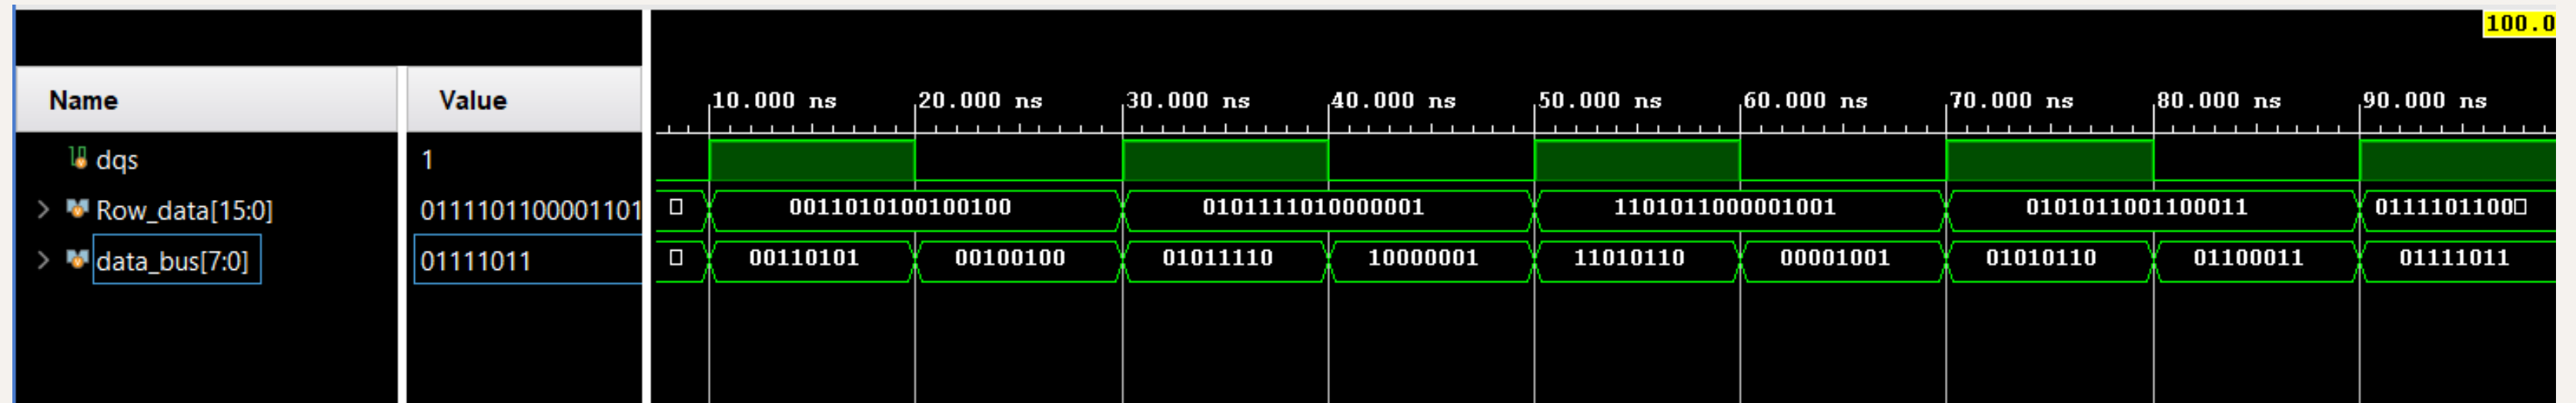 100.0
Name Value 10.000 ns 20.000 ns 30.000 ns 40.000 ns 50.000 ns 60.000 ns 70.000 ns 80.000 ns 90.000 ns
dqs 1
Row_data[15:0] 0111101100001101 0011010100100100 0101111010000001 1101011000001001 0101011001100011 0111101100
data_bus[7:0] 01111011 00110101 00100100 01011110 10000001 11010110 00001001 01010110 01100011 01111011